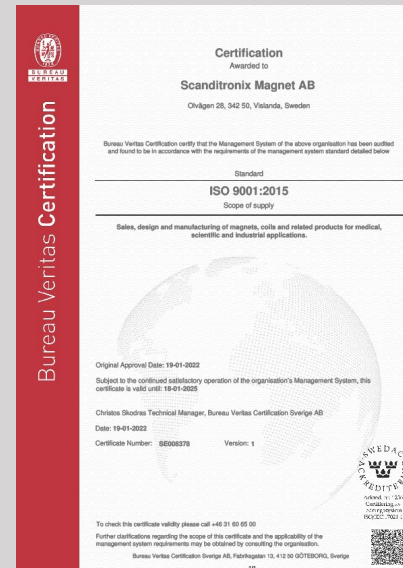 BUREAU
VERITAS
Bureau Veritas Certification
Certification
Awarded to
Scanditronix Magnet AB
Olvägen 28, 342 50, Vislanda, Sweden
Bureau Veritas Certification certify that the Management System of the above organisation has been audited
and found to be in accordance with the requirements of the management system standard detailed below
Standard
ISO 9001:2015
Scope of supply
Sales, design and manufacturing of magnets, coils and related products for medical,
scientific and industrial applications.
Original Approval Date: 19-01-2022
Subject to the continued satisfactory operation of the organisation's Management System, this
certificate is valid until: 18-01-2025
Christos Skodras Technical Manager, Bureau Veritas Certification Sverige AB
Date: 19-01-2022
Certificate Number: SE008378 Version: 1
To check this certificate validity please call +46 31 60 65 00
Further clarifications regarding the scope of this certificate and the applicability of the
management system requirements may be obtained by consulting the organisation.
Bureau Veritas Certification Sverige AB, Fabriksgatan 13, 412 50 GÖTEBORG, Sverige